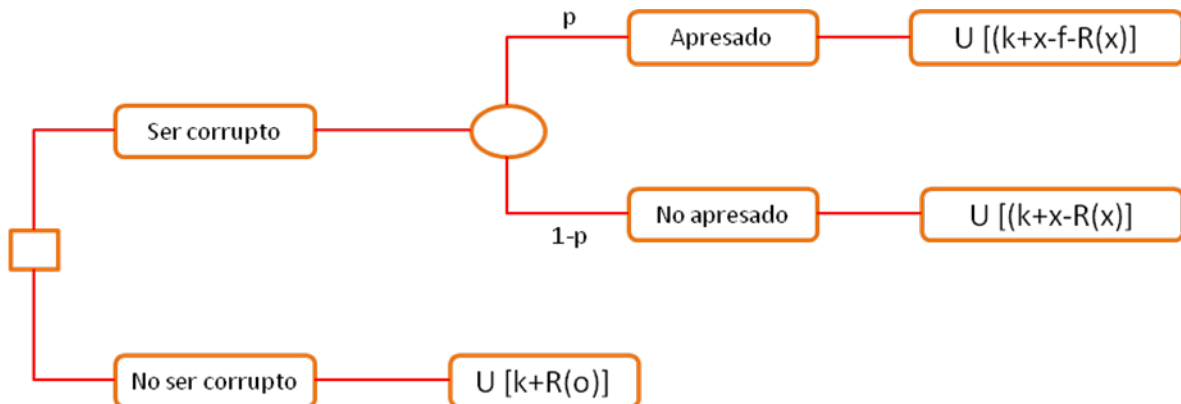 p
Apresado
U [(k+x-f-R(x)]
Ser corrupto
No apresado
U [(k+x-R(x)]
1-p
No ser corrupto
U [k+R(o)]